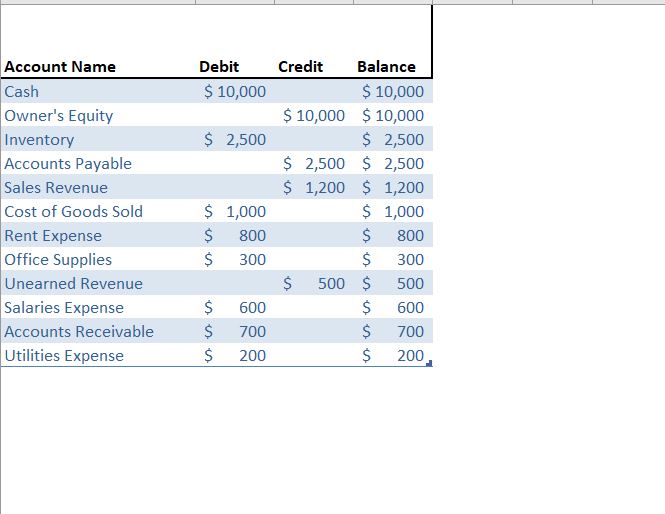 Account Name Debit Credit Balance
Cash $ 10,000 $ 10,000
Owner's Equity $ 10,000 $ 10,000
Inventory $ 2,500 $ 2,500
Accounts Payable $ 2,500 $ 2,500
Sales Revenue $ 1,200 $ 1,200
Cost of Goods Sold $ 1,000 $ 1,000
Rent Expense $ 800 $ 800
Office Supplies $ 300 $ 300
Unearned Revenue $ 500 $ 500
Salaries Expense $ 600 $ 600
Accounts Receivable $ 700 $ 700
Utilities Expense $ 200 $ 200